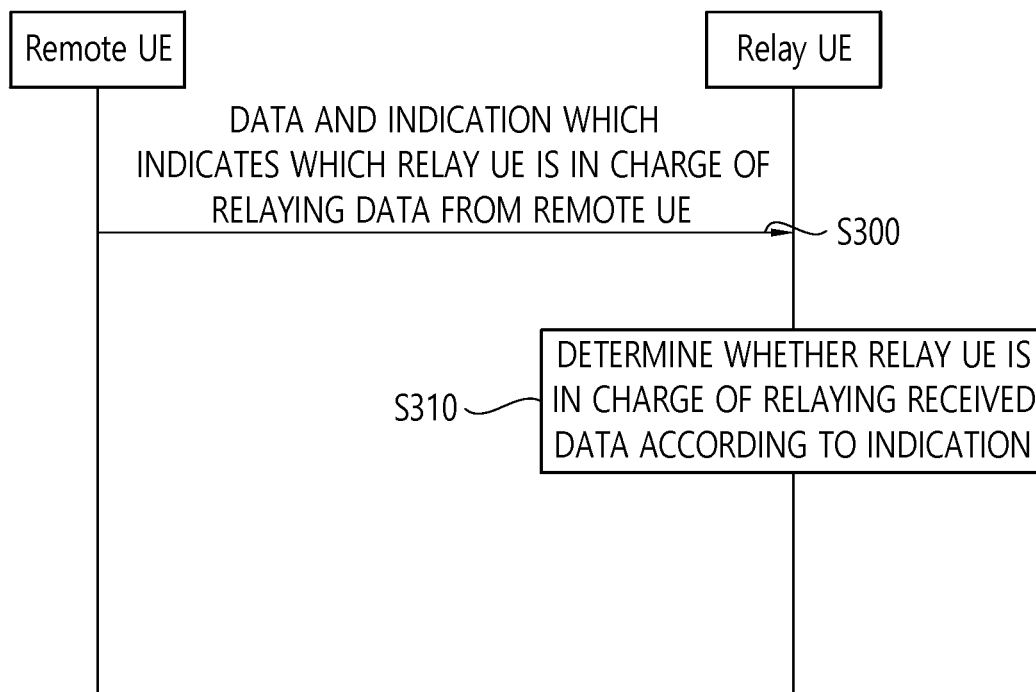 Remote UE
Relay UE
DATA AND INDICATION WHICH
INDICATES WHICH RELAY UE IS IN CHARGE OF
RELAYING DATA FROM REMOTE UE
S300
DETERMINE WHETHER RELAY UE IS
IN CHARGE OF RELAYING RECEIVED
DATA ACCORDING TO INDICATION
S310